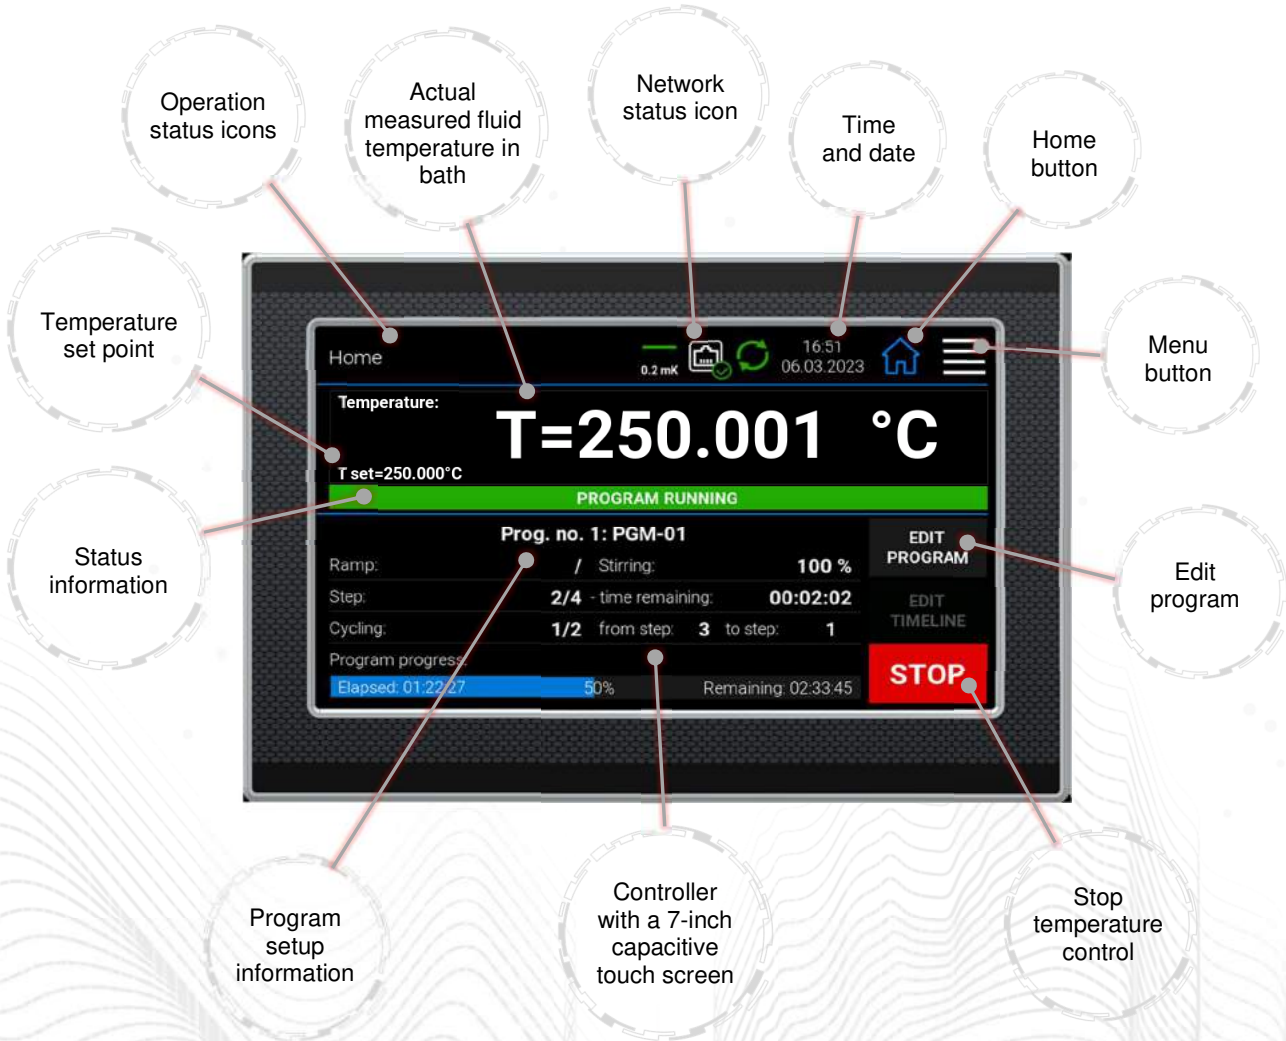 Operation
status icons
Actual
measured fluid
temperature in
bath
Network
status icon
Time
and date
Home
button
Temperature
set point
Menu
button
Status
information
Edit
program
Home
0.2 mK
16:51
06.03.2023
Temperature:
T=250.001 °C
T set=250.000°C
PROGRAM RUNNING
Prog. no. 1: PGM-01
Ramp: / Stirring: 100 %
Step: 2/4 - time remaining: 00:02:02
Cycling: 1/2 from step: 3 to step: 1
Program progress:
Elapsed: 01:22:27 50% Remaining: 02:33:45
EDIT
PROGRAM
EDIT
TIMELINE
STOP
Program
setup
information
Controller
with a 7-inch
capacitive
touch screen
Stop
temperature
control